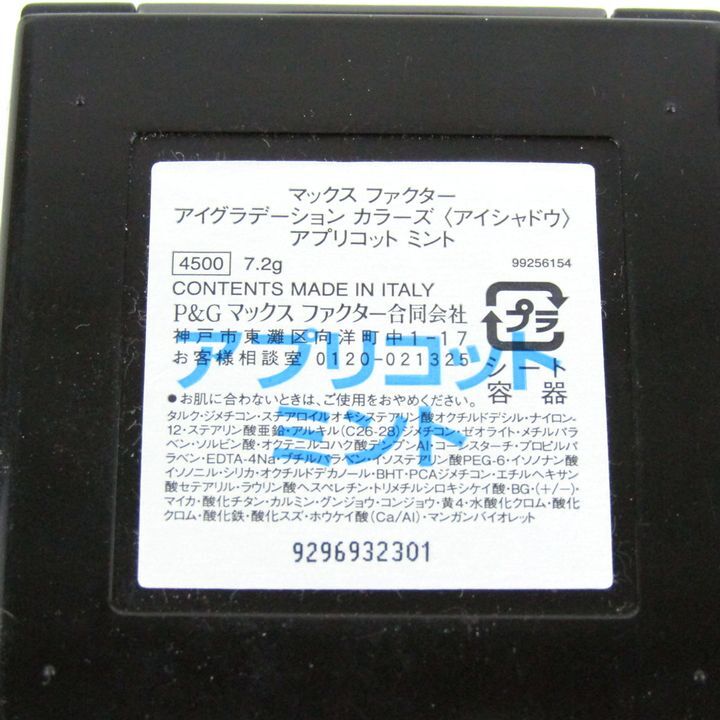 マックス ファクター
アイグラデーション カラーズ〈アイシャドウ〉
アプリコット ミント
4500 7.2g 99256154
CONTENTS MADE IN ITALY
P&G マックス ファクター合同会社
神戸市東灘区向洋町中1-17
お客様相談室 0120-021325
プラ
シート
容器
アプリコット
ミント
●お肌に合わないときは、ご使用をおやめください。
タルク・ジメチコン・ステアロイルオキシステアリン酸オクチルドデシル・ナイロン-
12・ステアリン酸亜鉛・アルキル(C26-28)ジメチコン・ゼオライト・メチルパラ
ベン・ソルビン酸・オクテニルコハク酸デンプンAl・コーンスターチ・プロピルパ
ラベン・EDTA-4Na・ブチルパラベン・イソステアリン酸PEG-6・イソノナン酸
イソノニル・シリカ・オクチルドデカノール・BHT・PCAジメチコン・エチルヘキサン
酸セテアリル・ラウリン酸ヘスペレチン・トリメチルシロキシケイ酸・BG・(+/-)・
マイカ・酸化チタン・カルミン・グンジョウ・コンジョウ・黄4・水酸化クロム・酸化
クロム・酸化鉄・酸化スズ・ホウケイ酸(Ca/Al)・マンガンバイオレット
9296932301